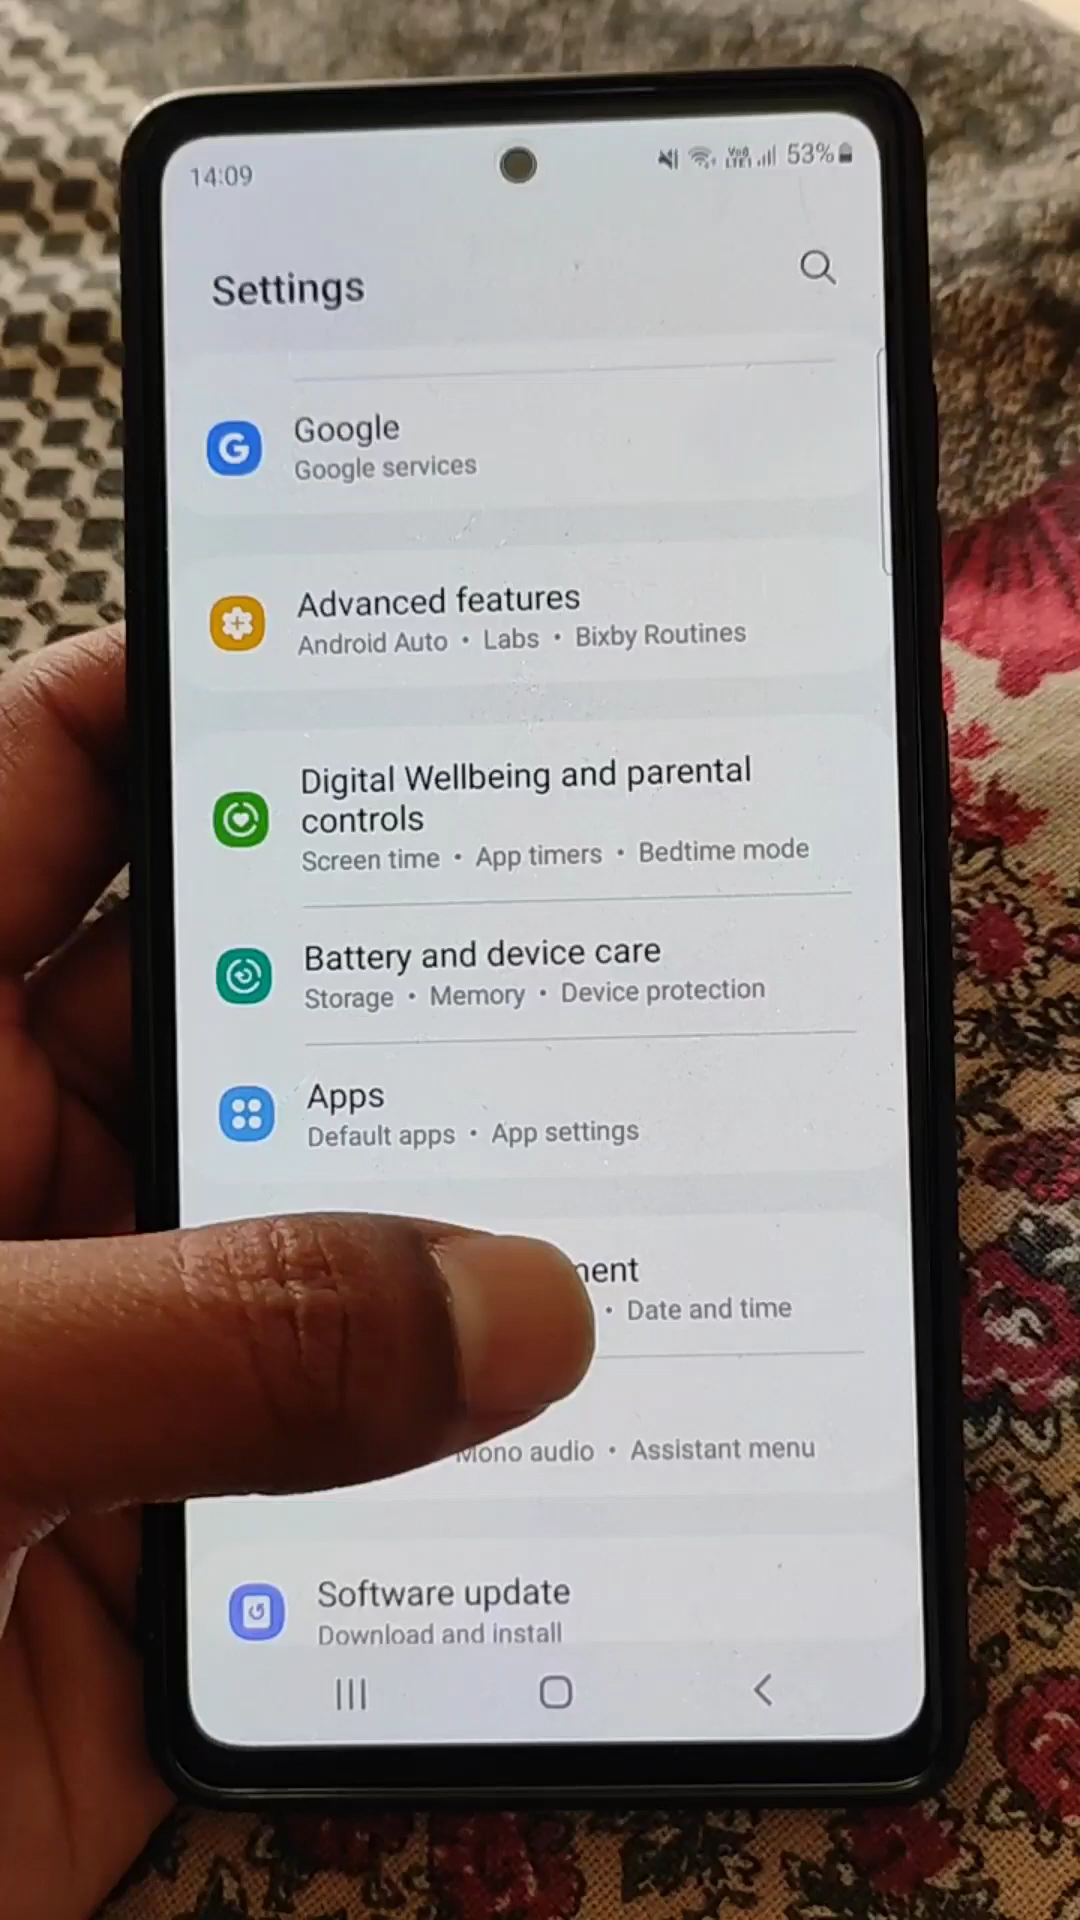 14:09
VoO LTE1 53%
Settings
Google
Google services
Advanced features
Android Auto • Labs • Bixby Routines
Digital Wellbeing and parental
controls
Screen time • App timers • Bedtime mode
Battery and device care
Storage • Memory • Device protection
Apps
Default apps • App settings
• Date and time
Mono audio • Assistant menu
Software update
Download and install